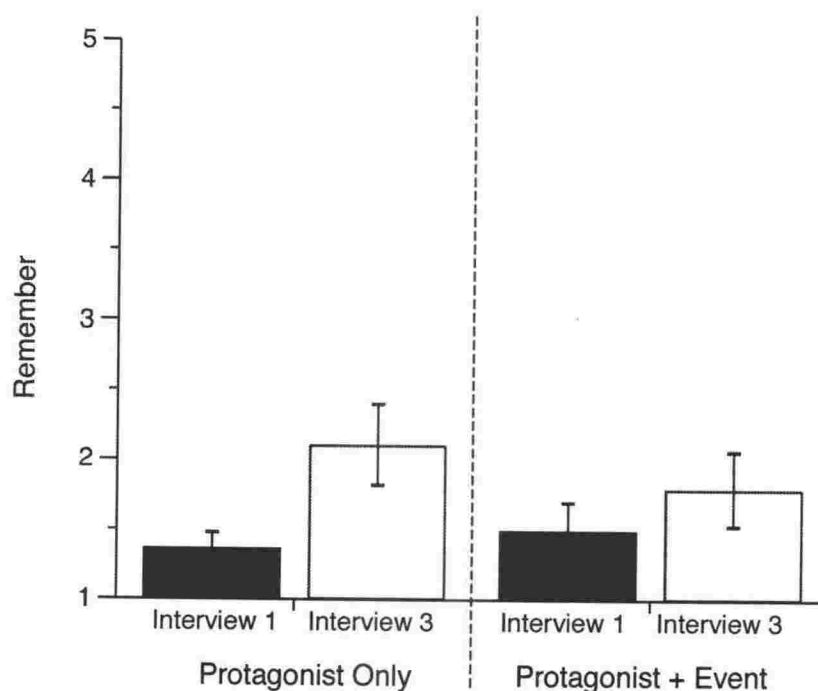 Remember
5
4
3
2
1
Interview 1 Interview 3 Interview 1 Interview 3
Protagonist Only Protagonist + Event